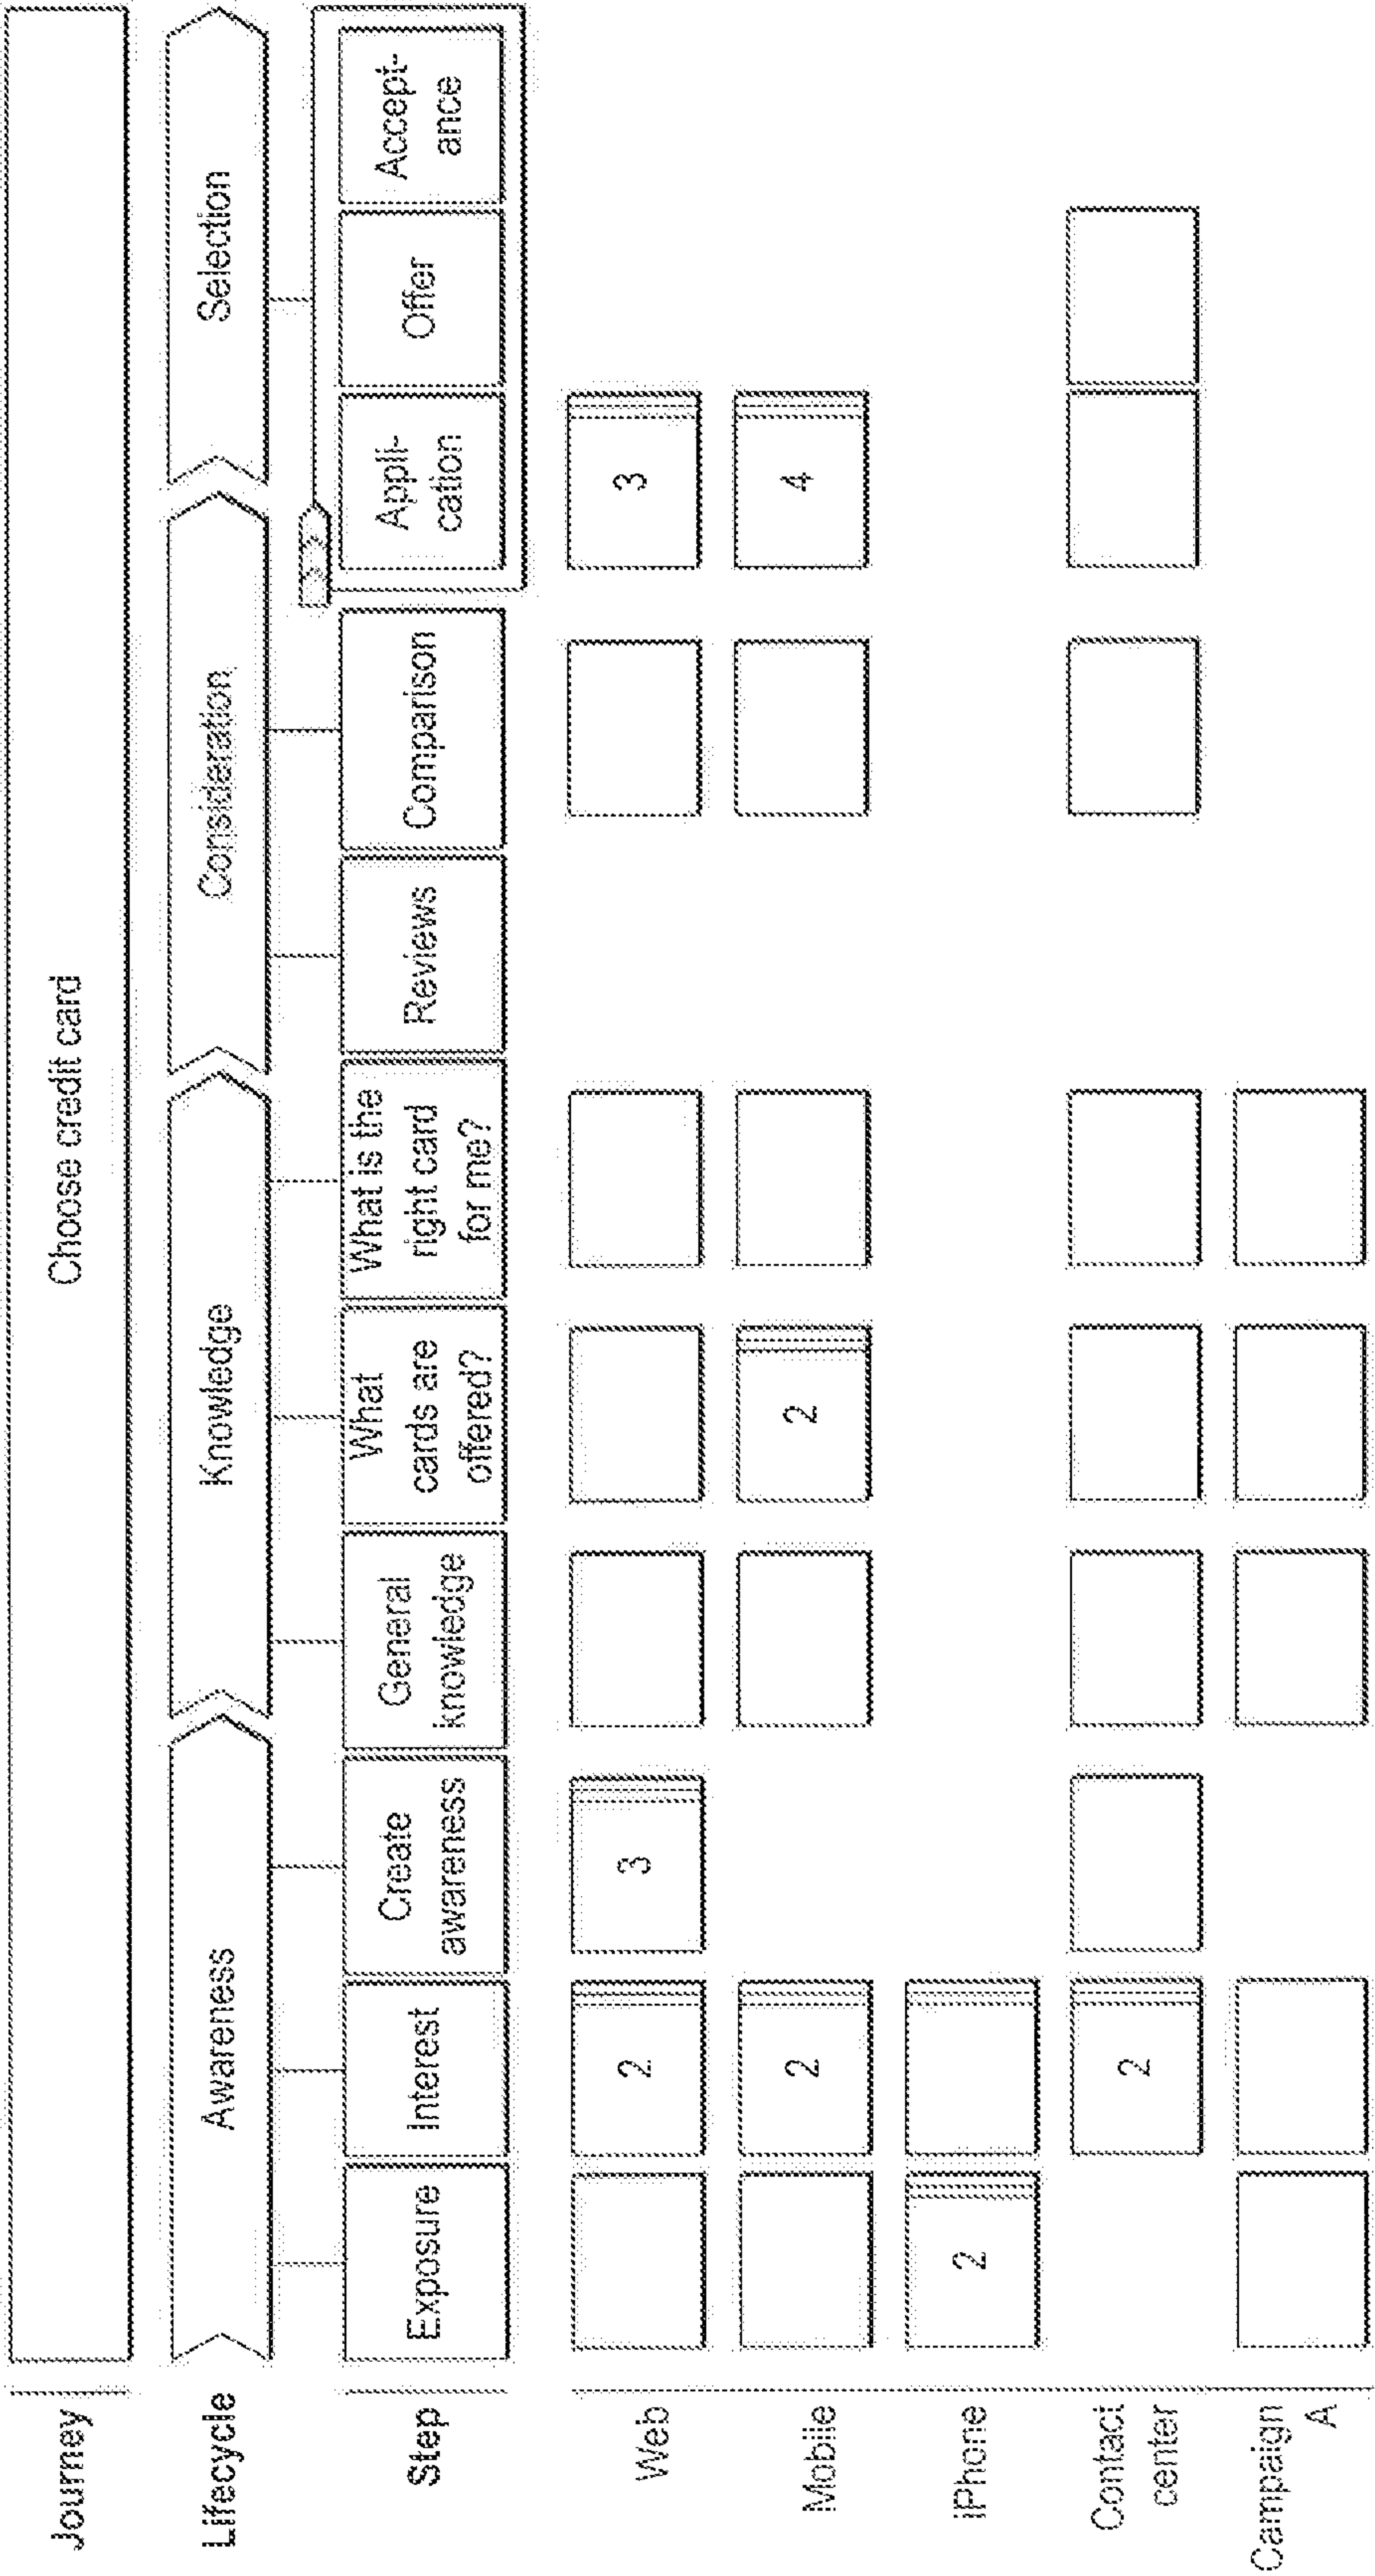 Journey
Choose credit card
Lifecycle
Awareness
Knowledge
Consideration
Selection
Step
Exposure
Interest
Create
awareness
General
knowledge
What
cards are
offered?
What is the
right card
for me?
Reviews
Comparison
Appli-
cation
Offer
Accept-
ance
Web
2
3
3
Mobile
2
2
4
iPhone
2
Contact
center
2
Campaign
A